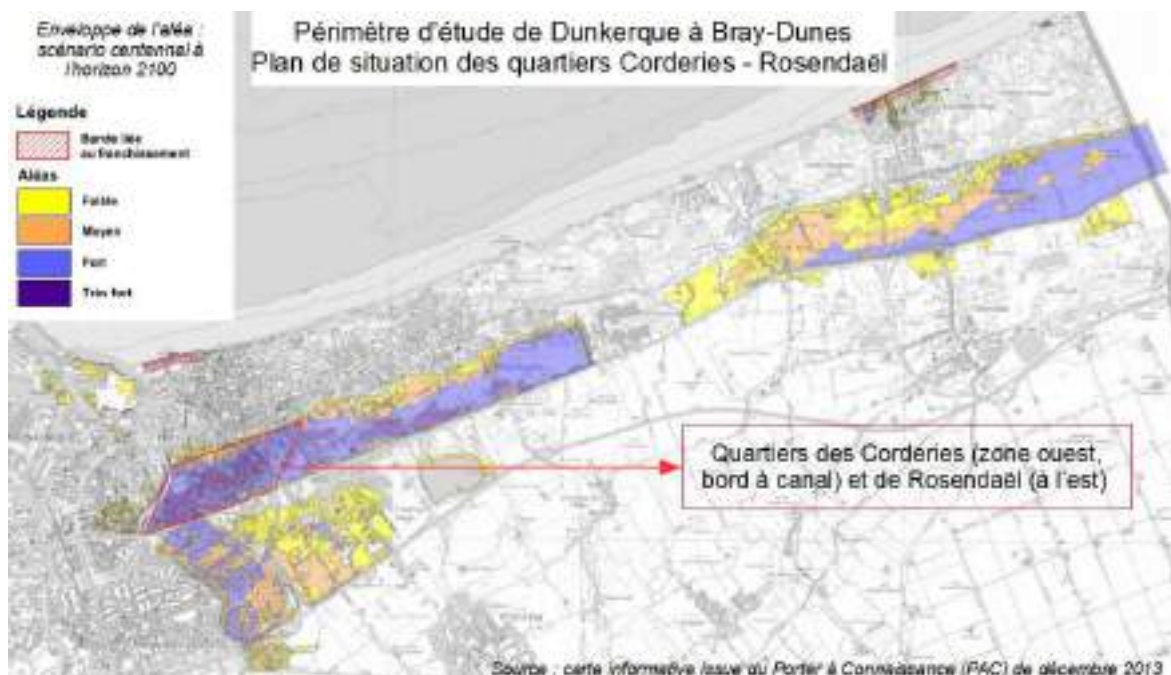 Enveloppe de l'aléa :
scénario centennal à
l'horizon 2100
Périmètre d'étude de Dunkerque à Bray-Dunes
Plan de situation des quartiers Corderies - Rosendaël
Légende
Bande liée
au franchissement
Aléas
Faible
Moyen
Fort
Très fort
Quartiers des Corderies (zone ouest,
bord à canal) et de Rosendaël (à l'est)
Source : carte informative issue du Porter à Connaissance (PAC) de décembre 2013